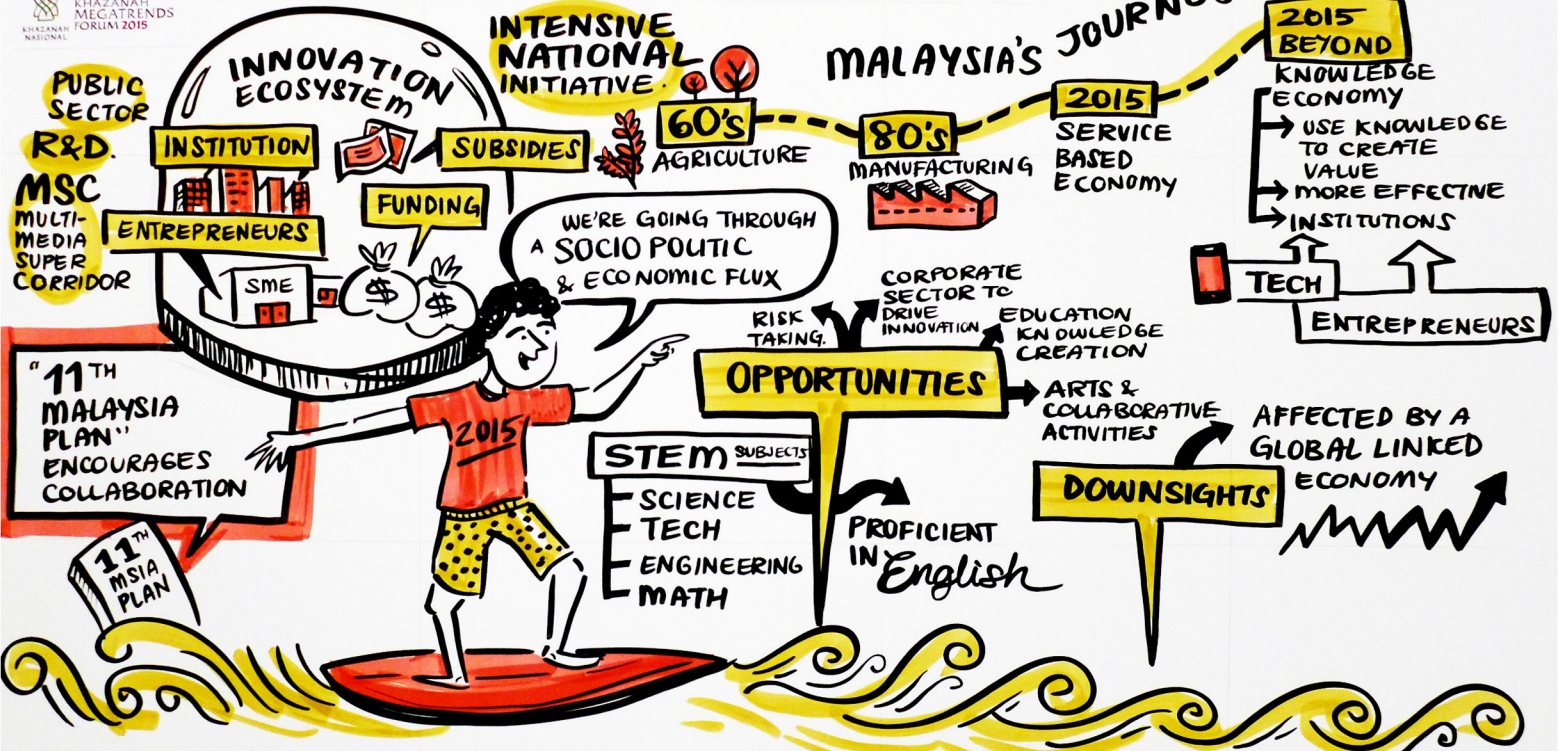 KHAZANAH
NASIONAL
KHAZANAH
MEGATRENDS
FORUM 2015
PUBLIC
SECTOR
R&D.
MSC
MULTI-
MEDIA
SUPER
CORRIDOR
INNOVATION
ECOSYSTEM
INSTITUTION
SUBSIDIES
FUNDING
ENTREPRENEURS
SME
$
$
INTENSIVE
NATIONAL
INITIATIVE.
MALAYSIA'S
60'S
AGRICULTURE
80'S
MANUFACTURING
2015
SERVICE
BASED
ECONOMY
2015
BEYOND
KNOWLEDGE
ECONOMY
USE KNOWLEDGE
TO CREATE
VALUE
MORE EFFECTIVE
INSTITUTIONS
TECH
ENTREPRENEURS
WE'RE GOING THROUGH
A SOCIO POLITIC
& ECONOMIC FLUX
2015
"11TH
MALAYSIA
PLAN"
ENCOURAGES
COLLABORATION
11TH
MSIA
PLAN
RISK
TAKING.
CORPORATE
SECTOR TO
DRIVE
INNOVATION
EDUCATION
KNOWLEDGE
CREATION
OPPORTUNITIES
ARTS &
COLLABORATIVE
ACTIVITIES
STEM SUBJECTS
SCIENCE
TECH
ENGINEERING
MATH
PROFICIENT
IN English
DOWNSIGHTS
AFFECTED BY A
GLOBAL LINKED
ECONOMY